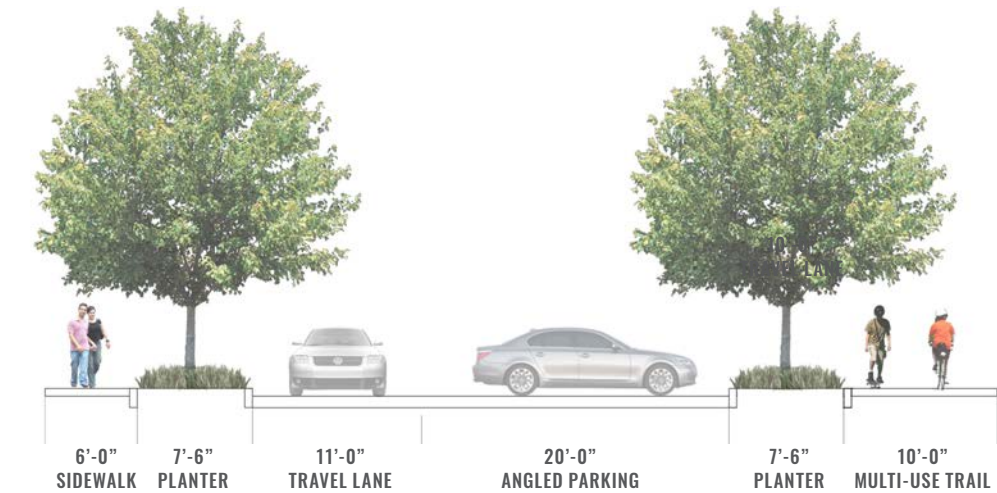 6’-0”
SIDEWALK
7’-6”
PLANTER
11’-0”
TRAVEL LANE
20’-0”
ANGLED PARKING
7’-6”
PLANTER
10’-0”
MULTI-USE TRAIL